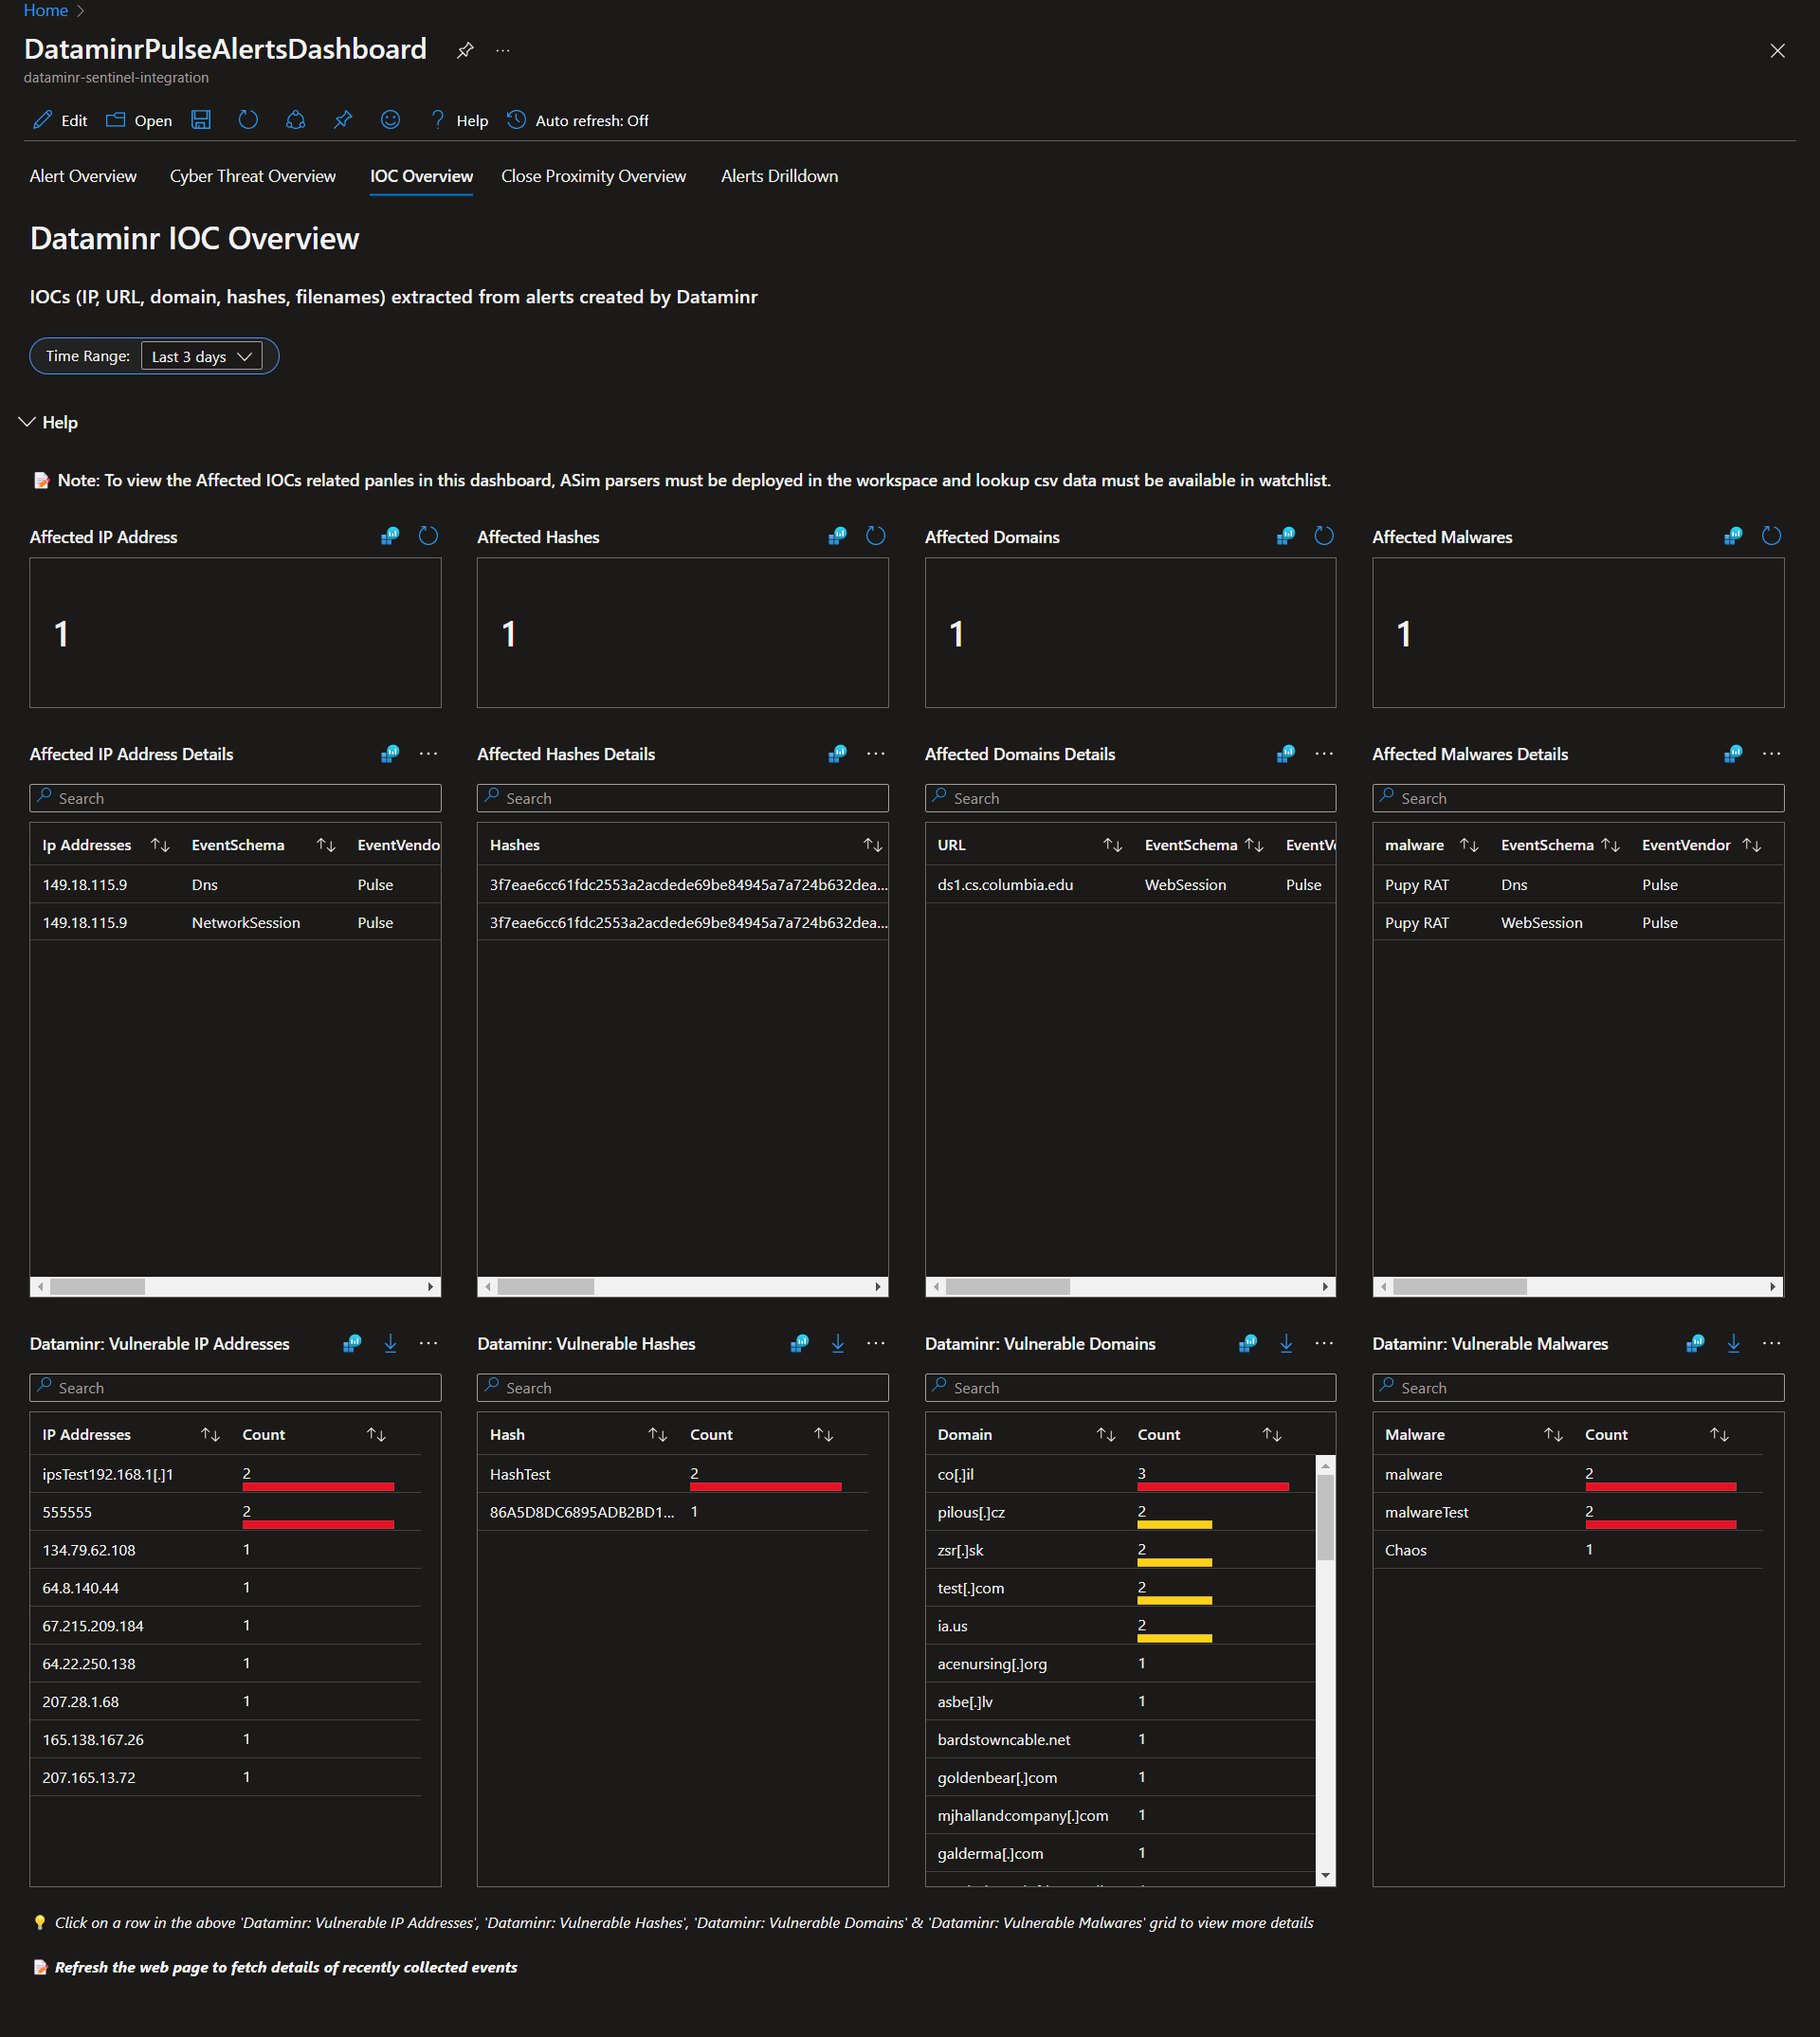 Home
DataminrPulseAlertsDashboard
dataminr-sentinel-integration
Edit Open Help Auto refresh: Off
Alert Overview Cyber Threat Overview IOC Overview Close Proximity Overview Alerts Drilldown
Dataminr IOC Overview
IOCs (IP, URL, domain, hashes, filenames) extracted from alerts created by Dataminr
Time Range: Last 3 days
Help
Note: To view the Affected IOCs related panles in this dashboard, ASim parsers must be deployed in the workspace and lookup csv data must be available in watchlist.
Affected IP Address Affected Hashes Affected Domains Affected Malwares
1 1 1 1
Affected IP Address Details Affected Hashes Details Affected Domains Details Affected Malwares Details
Search Search Search Search
Ip Addresses EventSchema EventVendo Hashes URL EventSchema EventV malware EventSchema EventVendor
149.18.115.9 Dns Pulse 3f7eae6cc61fdc2553a2acdede69be84945a7a724b632dea... ds1.cs.columbia.edu WebSession Pulse Pupy RAT Dns Pulse
149.18.115.9 NetworkSession Pulse 3f7eae6cc61fdc2553a2acdede69be84945a7a724b632dea... Pupy RAT WebSession Pulse
Dataminr: Vulnerable IP Addresses Dataminr: Vulnerable Hashes Dataminr: Vulnerable Domains Dataminr: Vulnerable Malwares
Search Search Search Search
IP Addresses Count Hash Count Domain Count Malware Count
ipsTest192.168.1[.]1 2 HashTest 2 co[.]il 3 malware 2
555555 2 86A5D8DC6895ADB2BD1... 1 pilous[.]cz 2 malwareTest 2
134.79.62.108 1 zsr[.]sk 2 Chaos 1
64.8.140.44 1 test[.]com 2
67.215.209.184 1 ia.us 2
64.22.250.138 1 acenursing[.]org 1
207.28.1.68 1 asbe[.]lv 1
165.138.167.26 1 bardstowncable.net 1
207.165.13.72 1 goldenbear[.]com 1
mjhallandcompany[.]com 1
galderma[.]com 1
Click on a row in the above 'Dataminr: Vulnerable IP Addresses', 'Dataminr: Vulnerable Hashes', 'Dataminr: Vulnerable Domains' & 'Dataminr: Vulnerable Malwares' grid to view more details
Refresh the web page to fetch details of recently collected events